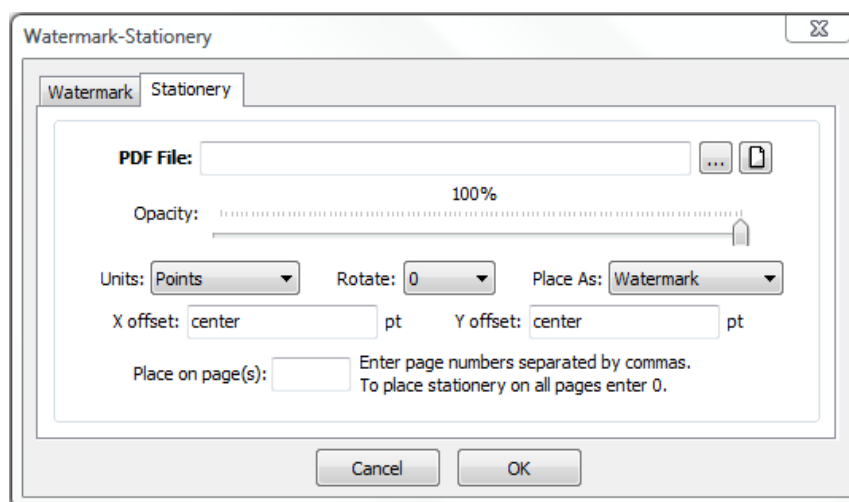 Watermark-Stationery
Watermark Stationery
PDF File: ...
100%
Opacity:
Units: Points Rotate: 0 Place As: Watermark
X offset: center pt Y offset: center pt
Place on page(s): Enter page numbers separated by commas.
To place stationery on all pages enter 0.
Cancel OK